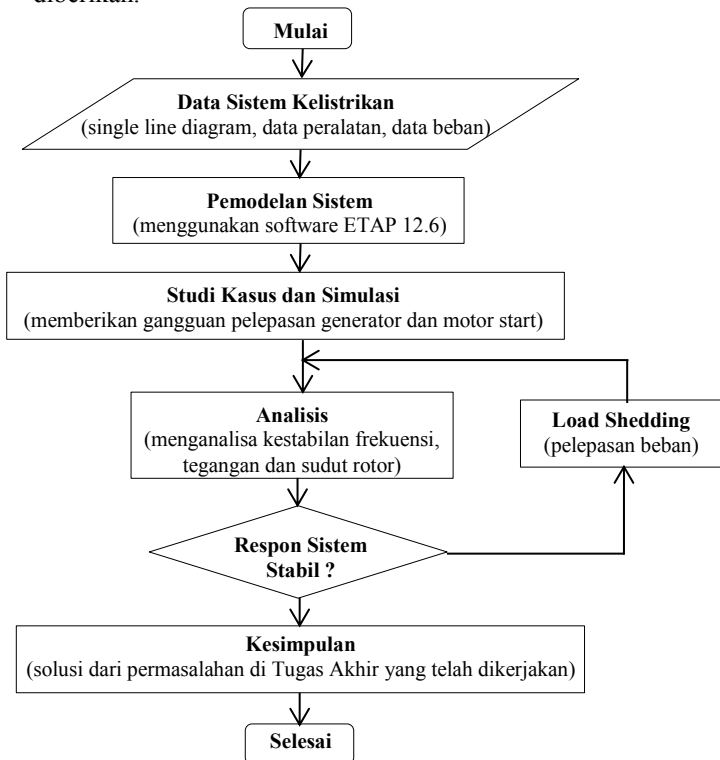 diberikan.
Mulai
Data Sistem Kelistrikan
(single line diagram, data peralatan, data beban)
Pemodelan Sistem
(menggunakan software ETAP 12.6)
Studi Kasus dan Simulasi
(memberikan gangguan pelepasan generator dan motor start)
Analisis
(menganalisa kestabilan frekuensi,
tegangan dan sudut rotor)
Load Shedding
(pelepasan beban)
Respon Sistem
Stabil ?
Kesimpulan
(solusi dari permasalahan di Tugas Akhir yang telah dikerjakan)
Selesai